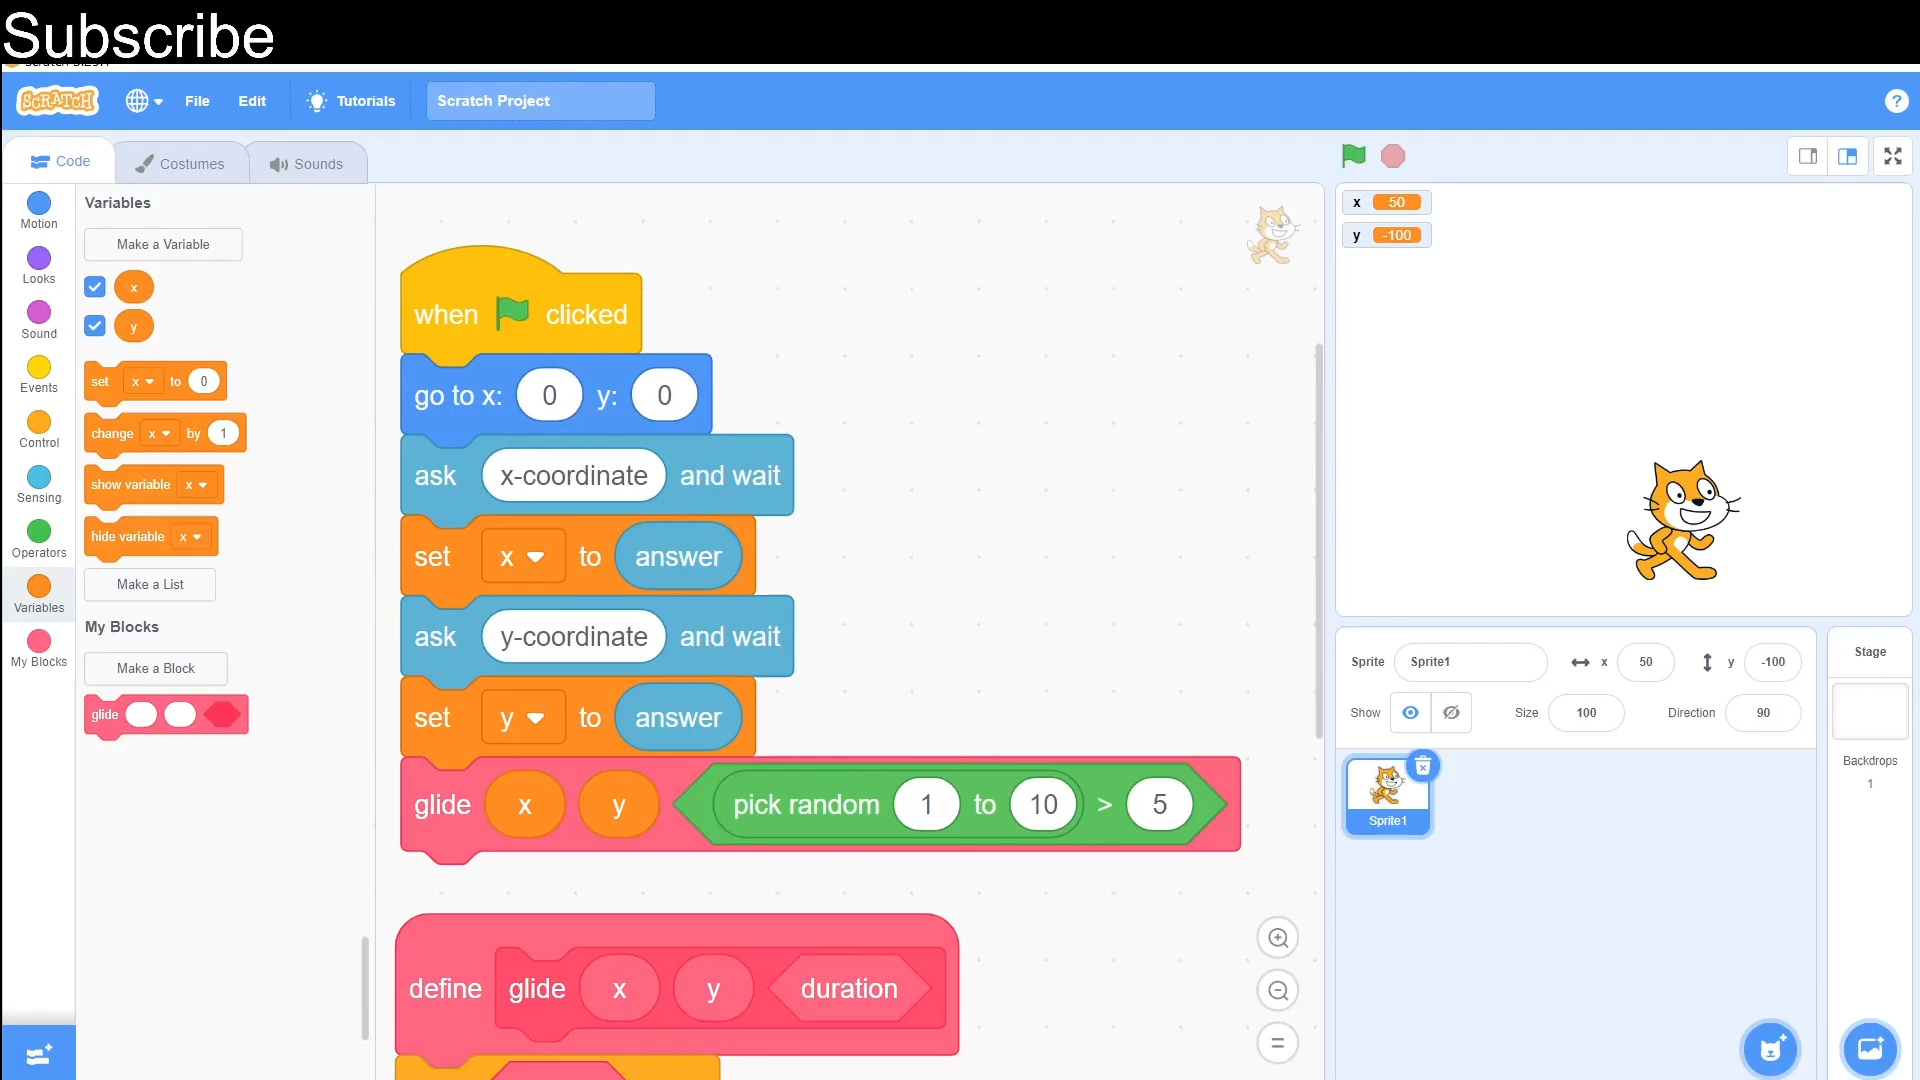 Subscribe
SCRATCH File Edit Tutorials Scratch Project ?
Code Costumes Sounds
Motion
Looks
Sound
Events
Control
Sensing
Operators
Variables
My Blocks
Variables
Make a Variable
x
y
set x to 0
change x by 1
show variable x
hide variable x
Make a List
My Blocks
Make a Block
glide
when clicked
go to x: 0 y: 0
ask x-coordinate and wait
set x to answer
ask y-coordinate and wait
set y to answer
glide x y pick random 1 to 10 > 5
define glide x y duration
=
x 50
y -100
Sprite Sprite1 x 50 y -100
Show Size 100 Direction 90
Sprite1
Stage
Backdrops
1